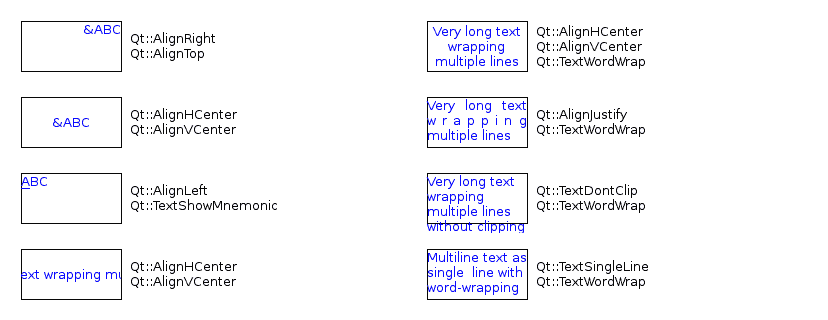 &ABC
Qt::AlignRight
Qt::AlignTop
&ABC
Qt::AlignHCenter
Qt::AlignVCenter
ABC
Qt::AlignLeft
Qt::TextShowMnemonic
ext wrapping mu
Qt::AlignHCenter
Qt::AlignVCenter
Very long text
wrapping
multiple lines
Qt::AlignHCenter
Qt::AlignVCenter
Qt::TextWordWrap
Very long text
w r a p p i n g
multiple lines
Qt::AlignJustify
Qt::TextWordWrap
Very long text
wrapping
multiple lines
without clipping
Qt::TextDontClip
Qt::TextWordWrap
Multiline text as
single  line with
word-wrapping
Qt::TextSingleLine
Qt::TextWordWrap